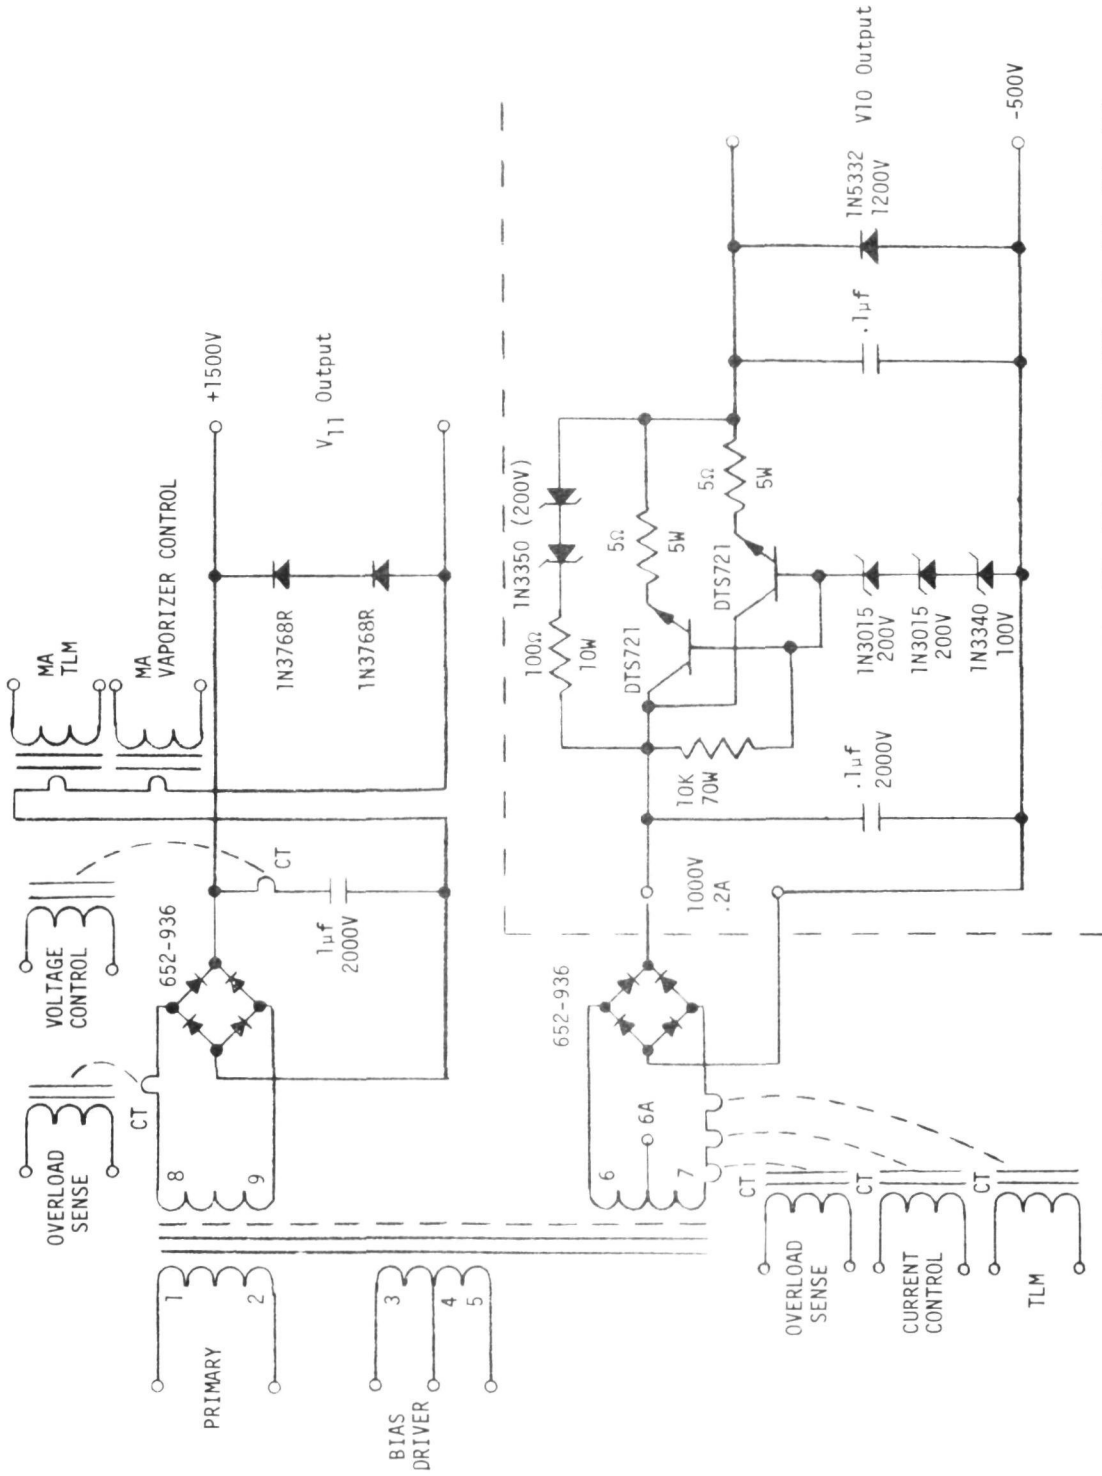 PRIMARY
1
2
BIAS
DRIVER
3
4
5
OVERLOAD
SENSE
CT
8
9
VOLTAGE
CONTROL
652-936
CT
1µf
2000V
MA
TLM
MA
VAPORIZER CONTROL
1N3768R
1N3768R
+1500V
V11 Output
6
6A
7
652-936
CT
OVERLOAD
SENSE
CT
CURRENT
CONTROL
CT
TLM
1000V
.2A
.1µf
2000V
10K
70W
100Ω
10W
1N3350 (200V)
DTS721
5Ω
5W
DTS721
5Ω
5W
1N3015
200V
1N3015
200V
1N3340
100V
.1µf
1N5332
1200V
V10 Output
-500V